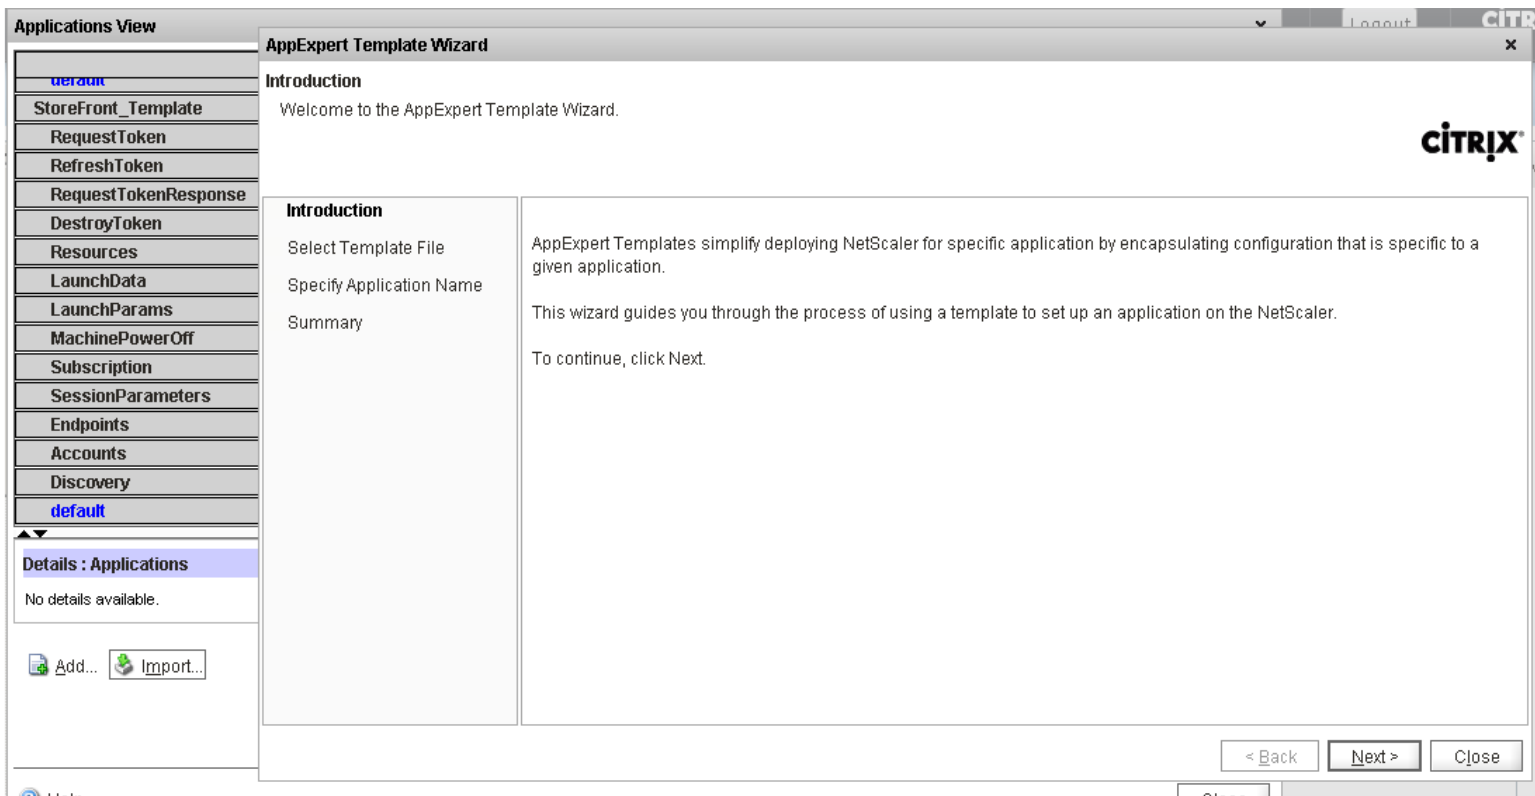 Applications View
Logout
AppExpert Template Wizard
default
StoreFront_Template
RequestToken
RefreshToken
RequestTokenResponse
DestroyToken
Resources
LaunchData
LaunchParams
MachinePowerOff
Subscription
SessionParameters
Endpoints
Accounts
Discovery
default
Details : Applications
No details available.
Add...
Import...
Help
Close
Introduction
Welcome to the AppExpert Template Wizard.
CITRIX
Introduction
Select Template File
Specify Application Name
Summary
AppExpert Templates simplify deploying NetScaler for specific application by encapsulating configuration that is specific to a
given application.
This wizard guides you through the process of using a template to set up an application on the NetScaler.
To continue, click Next.
< Back
Next >
Close